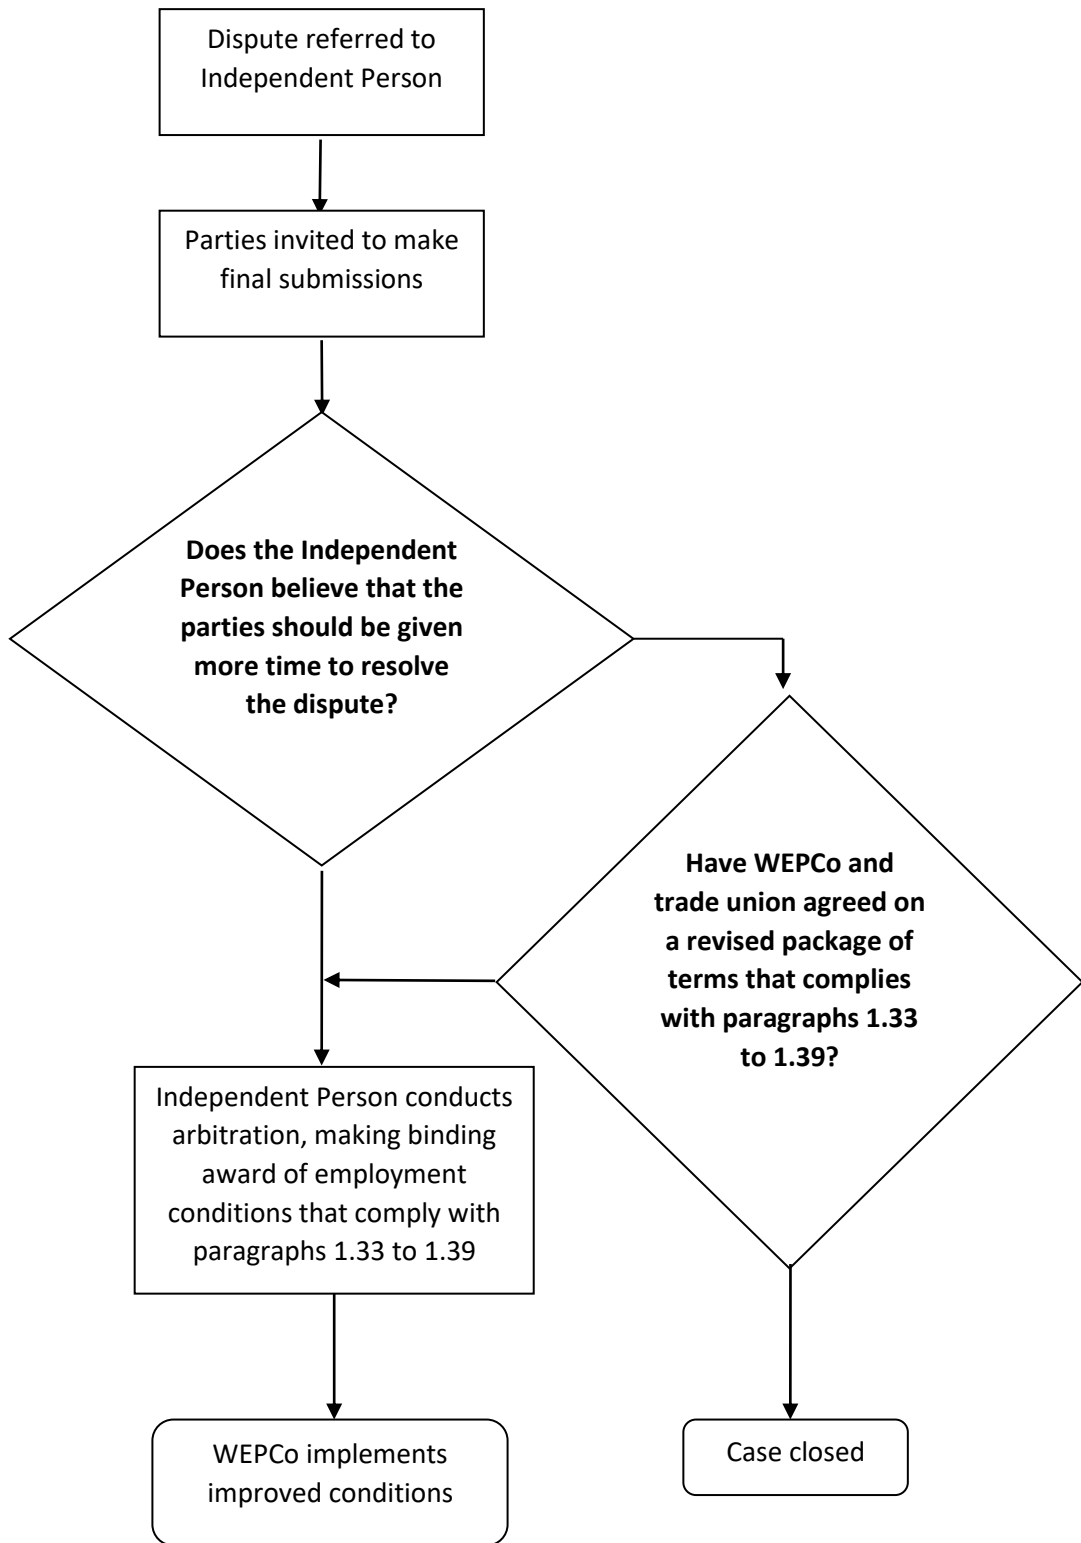 Dispute referred to
Independent Person
Parties invited to make
final submissions
Does the Independent
Person believe that the
parties should be given
more time to resolve
the dispute?
Have WEPCo and
trade union agreed on
a revised package of
terms that complies
with paragraphs 1.33
to 1.39?
Independent Person conducts
arbitration, making binding
award of employment
conditions that comply with
paragraphs 1.33 to 1.39
WEPCo implements
improved conditions
Case closed